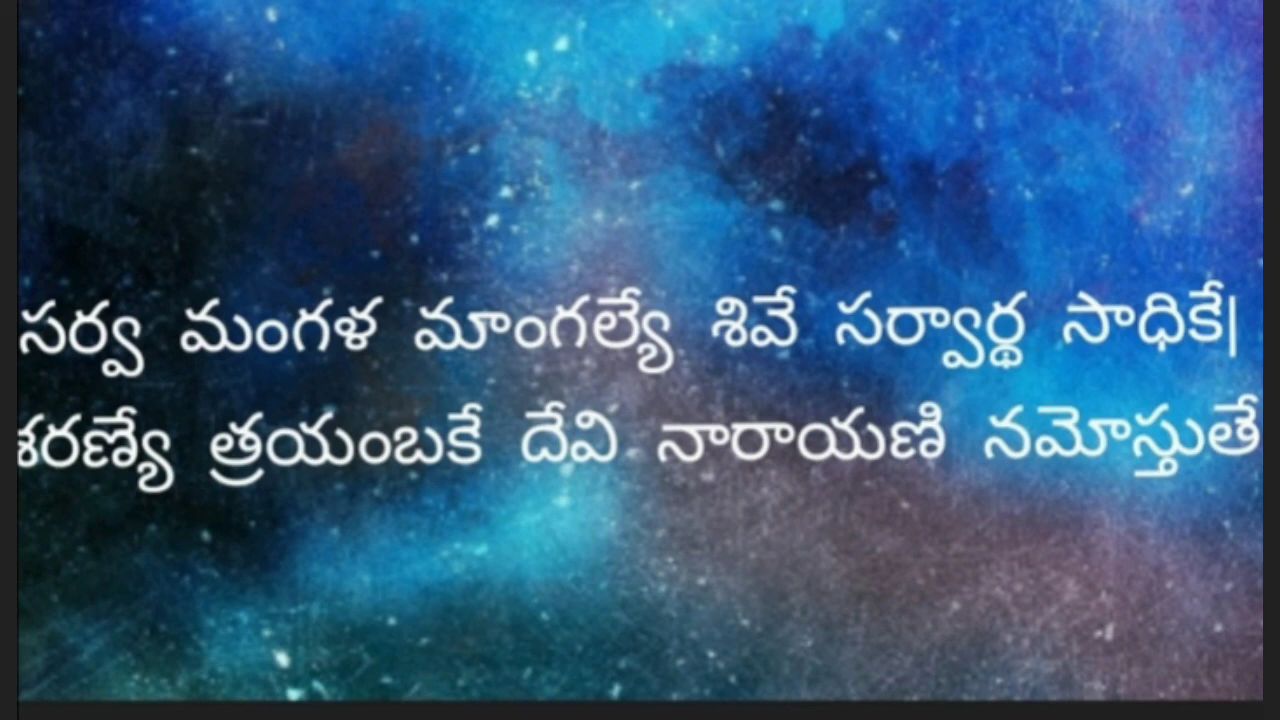 సర్వ మంగళ మాంగల్యే శివే సర్వార్థ సాధికే|
శరణ్యే త్రయంబకే దేవి నారాయణి నమోస్తుతే